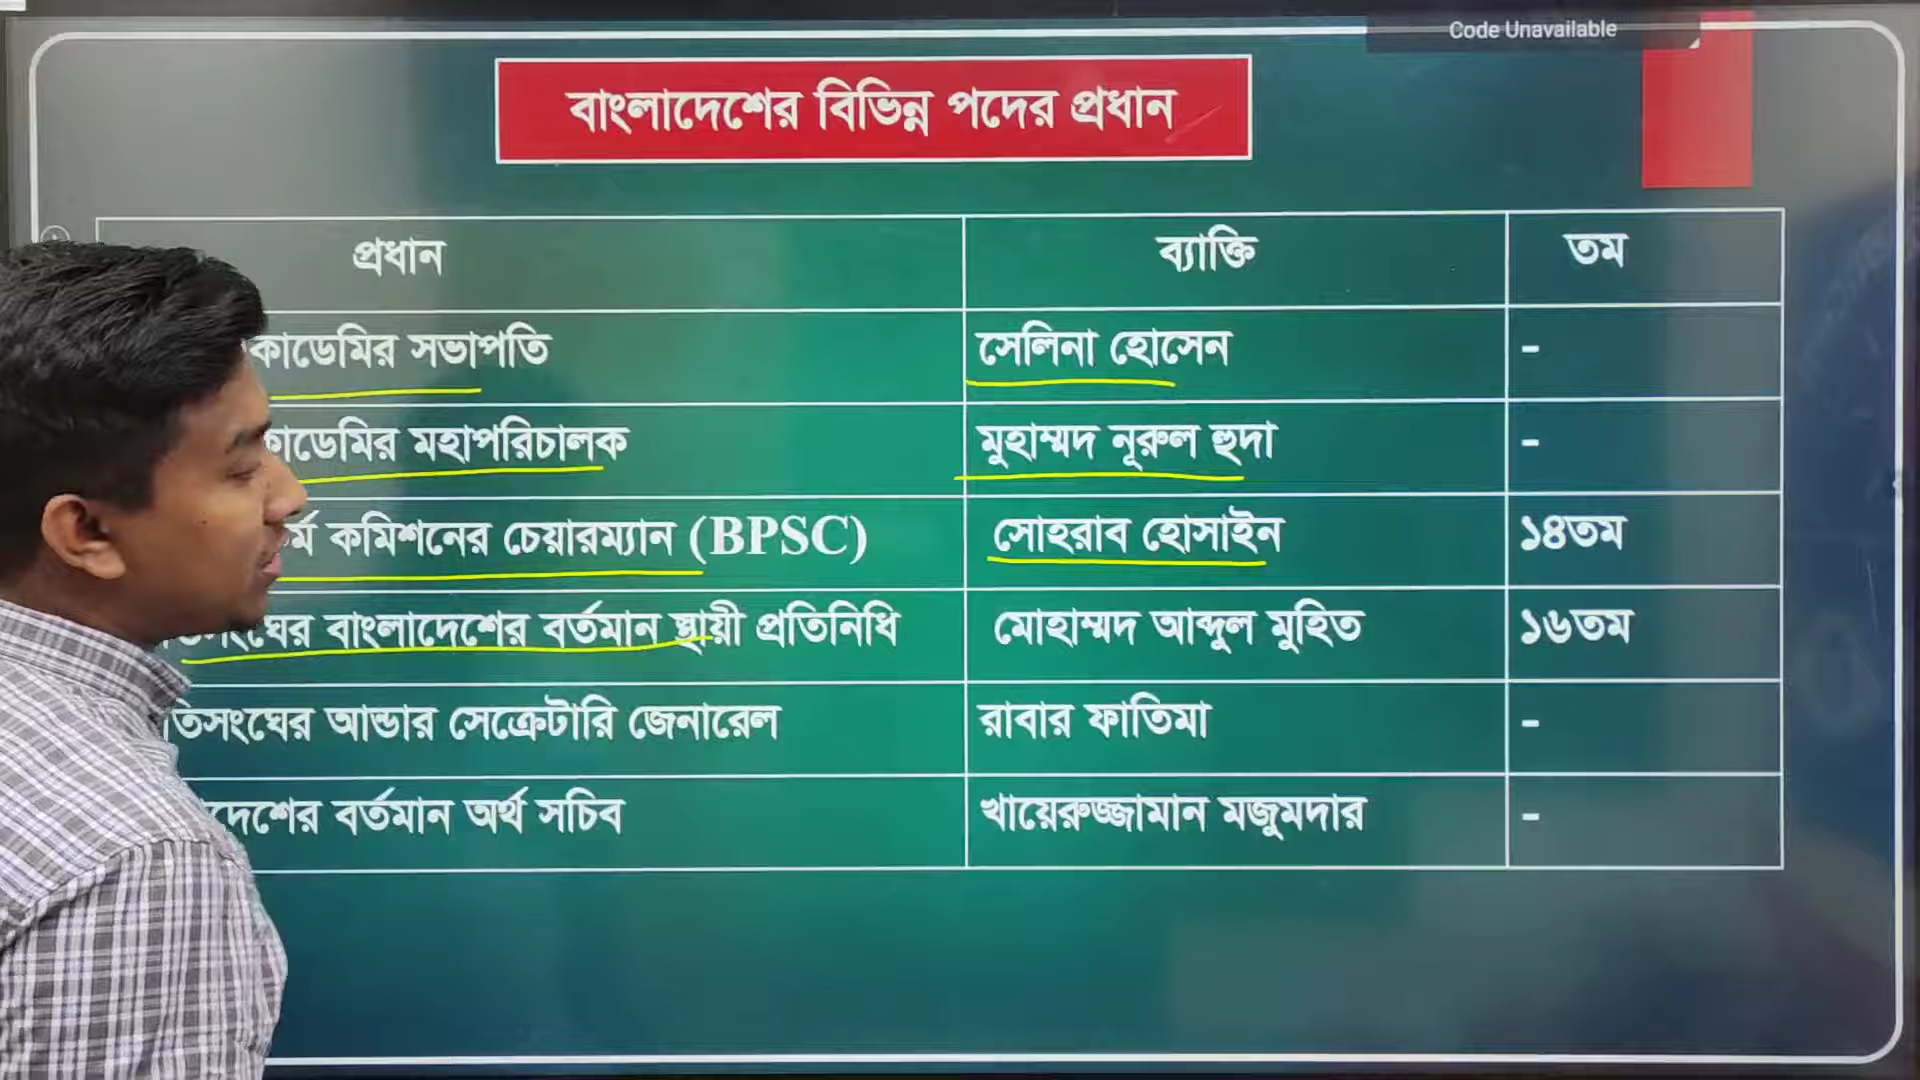 Code Unavailable
বাংলাদেশের বিভিন্ন পদের প্রধান
প্রধান ব্যাক্তি তম
কাডেমির সভাপতি সেলিনা হোসেন -
কাডেমির মহাপরিচালক মুহাম্মদ নূরুল হুদা -
র্ম কমিশনের চেয়ারম্যান (BPSC) সোহরাব হোসাইন ১৪তম
তিসংঘের বাংলাদেশের বর্তমান স্থায়ী প্রতিনিধি মোহাম্মদ আব্দুল মুহিত ১৬তম
তিসংঘের আন্ডার সেক্রেটারি জেনারেল রাবার ফাতিমা -
দেশের বর্তমান অর্থ সচিব খায়েরুজ্জামান মজুমদার -